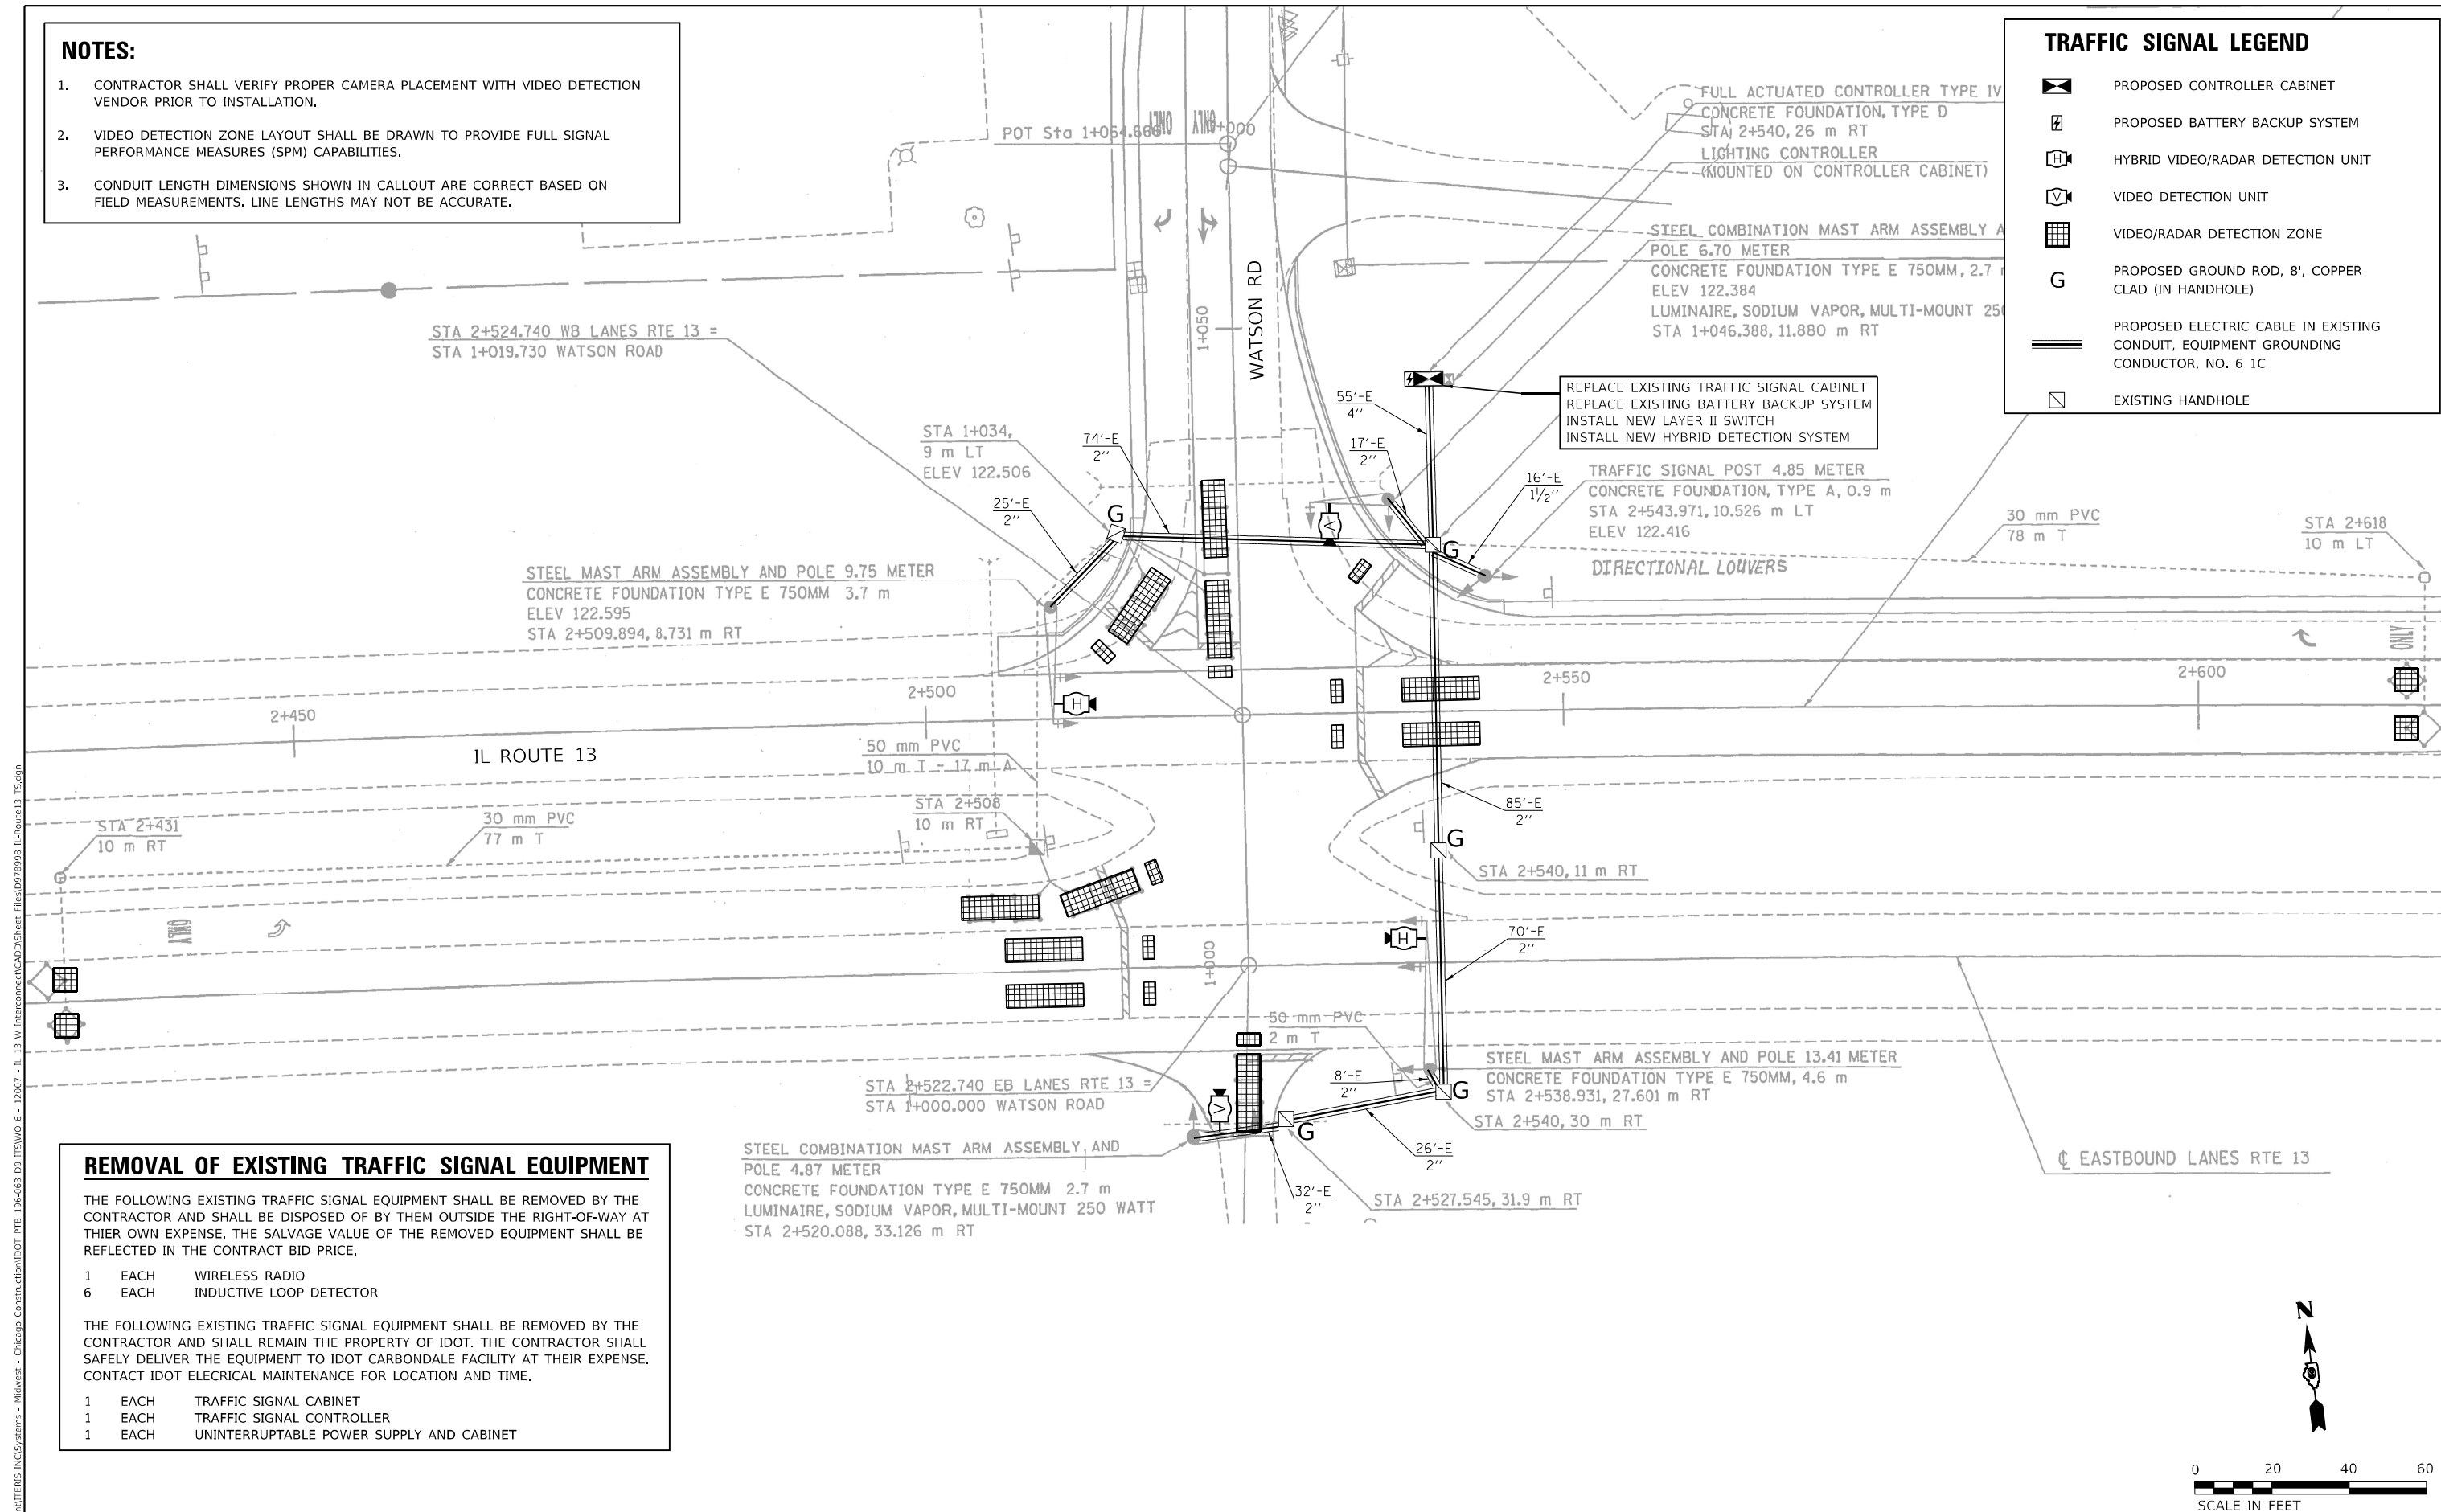 NOTES:
1. CONTRACTOR SHALL VERIFY PROPER CAMERA PLACEMENT WITH VIDEO DETECTION
VENDOR PRIOR TO INSTALLATION.
2. VIDEO DETECTION ZONE LAYOUT SHALL BE DRAWN TO PROVIDE FULL SIGNAL
PERFORMANCE MEASURES (SPM) CAPABILITIES.
3. CONDUIT LENGTH DIMENSIONS SHOWN IN CALLOUT ARE CORRECT BASED ON
FIELD MEASUREMENTS. LINE LENGTHS MAY NOT BE ACCURATE.
TRAFFIC SIGNAL LEGEND
PROPOSED CONTROLLER CABINET
PROPOSED BATTERY BACKUP SYSTEM
H HYBRID VIDEO/RADAR DETECTION UNIT
V VIDEO DETECTION UNIT
VIDEO/RADAR DETECTION ZONE
G PROPOSED GROUND ROD, 8', COPPER
CLAD (IN HANDHOLE)
PROPOSED ELECTRIC CABLE IN EXISTING
CONDUIT, EQUIPMENT GROUNDING
CONDUCTOR, NO. 6 1C
EXISTING HANDHOLE
POT Sta 1+064.666
ONLY
ONLY
+000
FULL ACTUATED CONTROLLER TYPE IV
CONCRETE FOUNDATION, TYPE D
STA 2+540, 26 m RT
LIGHTING CONTROLLER
(MOUNTED ON CONTROLLER CABINET)
STEEL COMBINATION MAST ARM ASSEMBLY A
POLE 6.70 METER
CONCRETE FOUNDATION TYPE E 750MM, 2.7
ELEV 122.384
LUMINAIRE, SODIUM VAPOR, MULTI-MOUNT 25
STA 1+046.388, 11.880 m RT
STA 2+524.740 WB LANES RTE 13 =
STA 1+019.730 WATSON ROAD
1+050
WATSON RD
REPLACE EXISTING TRAFFIC SIGNAL CABINET
REPLACE EXISTING BATTERY BACKUP SYSTEM
INSTALL NEW LAYER II SWITCH
INSTALL NEW HYBRID DETECTION SYSTEM
55'-E
4''
17'-E
2''
16'-E
1½''
74'-E
2''
25'-E
2''
STA 1+034,
9 m LT
ELEV 122.506
G
G
V
TRAFFIC SIGNAL POST 4.85 METER
CONCRETE FOUNDATION, TYPE A, 0.9 m
STA 2+543.971, 10.526 m LT
ELEV 122.416
DIRECTIONAL LOUVERS
30 mm PVC
78 m T
STA 2+618
10 m LT
STEEL MAST ARM ASSEMBLY AND POLE 9.75 METER
CONCRETE FOUNDATION TYPE E 750MM 3.7 m
ELEV 122.595
STA 2+509.894, 8.731 m RT
ONLY
2+450
2+500
2+550
2+600
H
IL ROUTE 13
50 mm PVC
10 m T - 17 m A
STA 2+508
10 m RT
30 mm PVC
77 m T
STA 2+431
10 m RT
85'-E
2''
G
STA 2+540, 11 m RT
ONLY
H
70'-E
2''
1+000
50 mm PVC
2 m T
STA 2+522.740 EB LANES RTE 13 =
STA 1+000.000 WATSON ROAD
V
8'-E
2''
G
STEEL MAST ARM ASSEMBLY AND POLE 13.41 METER
CONCRETE FOUNDATION TYPE E 750MM, 4.6 m
STA 2+538.931, 27.601 m RT
STA 2+540, 30 m RT
G
26'-E
2''
32'-E
2''
STA 2+527.545, 31.9 m RT
STEEL COMBINATION MAST ARM ASSEMBLY AND
POLE 4.87 METER
CONCRETE FOUNDATION TYPE E 750MM 2.7 m
LUMINAIRE, SODIUM VAPOR, MULTI-MOUNT 250 WATT
STA 2+520.088, 33.126 m RT
℄ EASTBOUND LANES RTE 13
REMOVAL OF EXISTING TRAFFIC SIGNAL EQUIPMENT
THE FOLLOWING EXISTING TRAFFIC SIGNAL EQUIPMENT SHALL BE REMOVED BY THE
CONTRACTOR AND SHALL BE DISPOSED OF BY THEM OUTSIDE THE RIGHT-OF-WAY AT
THIER OWN EXPENSE. THE SALVAGE VALUE OF THE REMOVED EQUIPMENT SHALL BE
REFLECTED IN THE CONTRACT BID PRICE.
1 EACH WIRELESS RADIO
6 EACH INDUCTIVE LOOP DETECTOR
THE FOLLOWING EXISTING TRAFFIC SIGNAL EQUIPMENT SHALL BE REMOVED BY THE
CONTRACTOR AND SHALL REMAIN THE PROPERTY OF IDOT. THE CONTRACTOR SHALL
SAFELY DELIVER THE EQUIPMENT TO IDOT CARBONDALE FACILITY AT THEIR EXPENSE.
CONTACT IDOT ELECRICAL MAINTENANCE FOR LOCATION AND TIME.
1 EACH TRAFFIC SIGNAL CABINET
1 EACH TRAFFIC SIGNAL CONTROLLER
1 EACH UNINTERRUPTABLE POWER SUPPLY AND CABINET
N
0 20 40 60
SCALE IN FEET